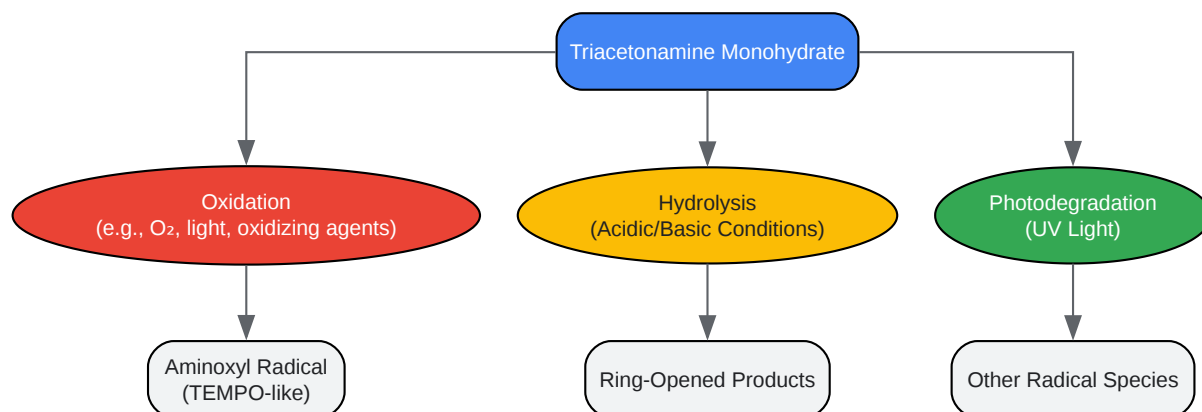 Triacetonamine Monohydrate
Oxidation
(e.g., O₂, light, oxidizing agents)
Hydrolysis
(Acidic/Basic Conditions)
Photodegradation
(UV Light)
Aminoxyl Radical
(TEMPO-like)
Ring-Opened Products
Other Radical Species